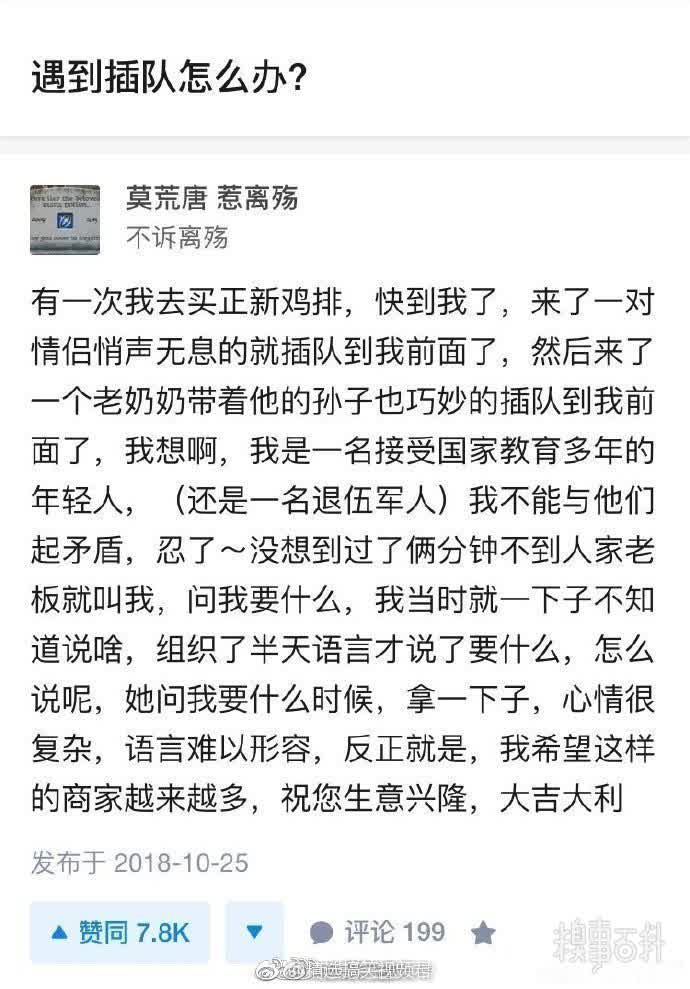 遇到插队怎么办?
莫荒唐 惹离殇
不诉离殇
有一次我去买正新鸡排，快到我了，来了一对
情侣悄声无息的就插队到我前面了，然后来了
一个老奶奶带着他的孙子也巧妙的插队到我前
面了，我想啊，我是一名接受国家教育多年的
年轻人，（还是一名退伍军人）我不能与他们
起矛盾，忍了～没想到过了俩分钟不到人家老
板就叫我，问我要什么，我当时就一下子不知
道说啥，组织了半天语言才说了要什么，怎么
说呢，她问我要什么时候，拿一下子，心情很
复杂，语言难以形容，反正就是，我希望这样
的商家越来越多，祝您生意兴隆，大吉大利
发布于 2018-10-25
赞同 7.8K
评论 199
糗事百科
@精选搞笑视频君